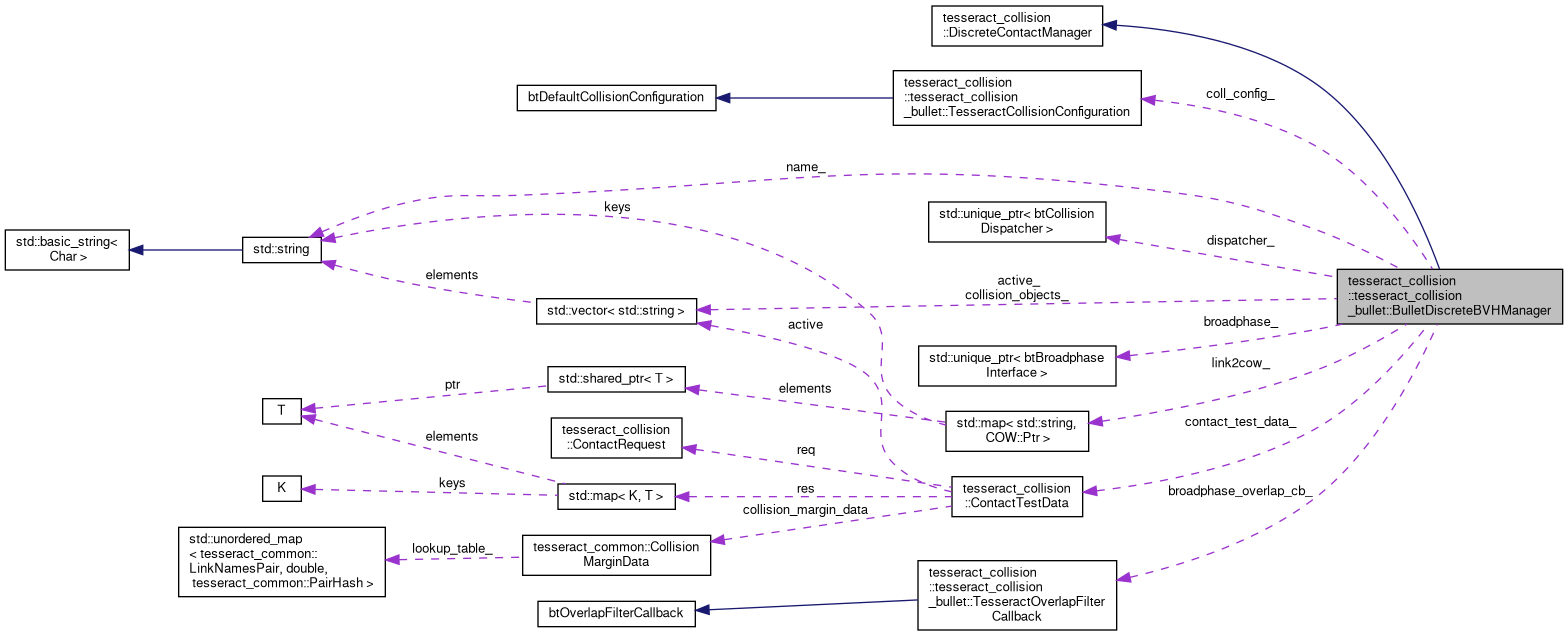 tesseract_collision
::DiscreteContactManager
btDefaultCollisionConfiguration
tesseract_collision
::tesseract_collision
_bullet::TesseractCollisionConfiguration
coll_config_
name_
keys
std::unique_ptr< btCollision
Dispatcher >
dispatcher_
std::basic_string<
Char >
std::string
elements
std::vector< std::string >
active_
collision_objects_
tesseract_collision
::tesseract_collision
_bullet::BulletDiscreteBVHManager
active
broadphase_
std::unique_ptr< btBroadphase
Interface >
link2cow_
std::shared_ptr< T >
ptr
elements
T
std::map< std::string,
COW::Ptr >
contact_test_data_
tesseract_collision
::ContactRequest
elements
req
K
keys
std::map< K, T >
res
tesseract_collision
::ContactTestData
broadphase_overlap_cb_
collision_margin_data
std::unordered_map
< tesseract_common::
LinkNamesPair, double,
tesseract_common::PairHash >
lookup_table_
tesseract_common::Collision
MarginData
tesseract_collision
::tesseract_collision
_bullet::TesseractOverlapFilter
Callback
btOverlapFilterCallback